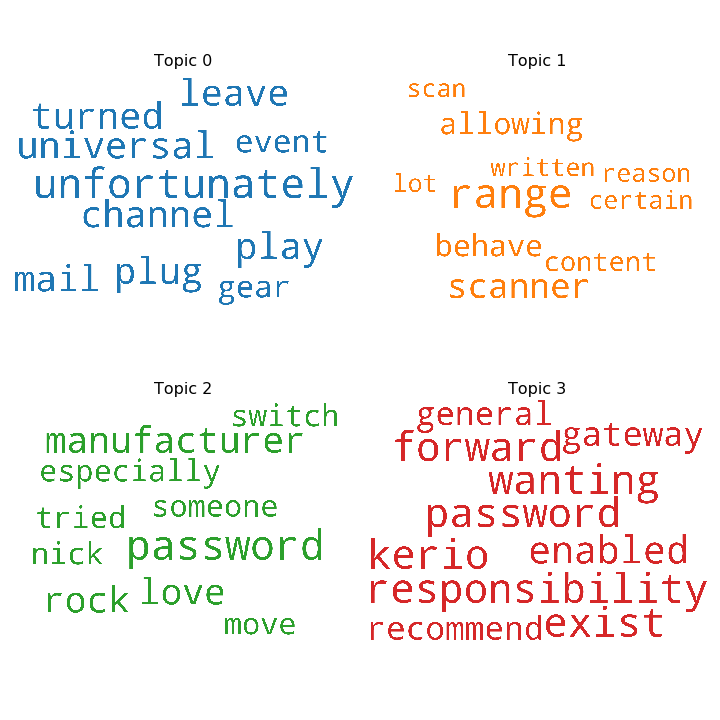 Topic 0
leave
turned
universal event
unfortunately
channel
play
mail plug
gear
Topic 1
scan
allowing
written reason
lot range certain
behave
content
scanner
Topic 2
switch
manufacturer
especially
someone
tried
password
nick
love
rock
move
Topic 3
general
forward gateway
wanting
password
kerio enabled
responsibility
recommend exist